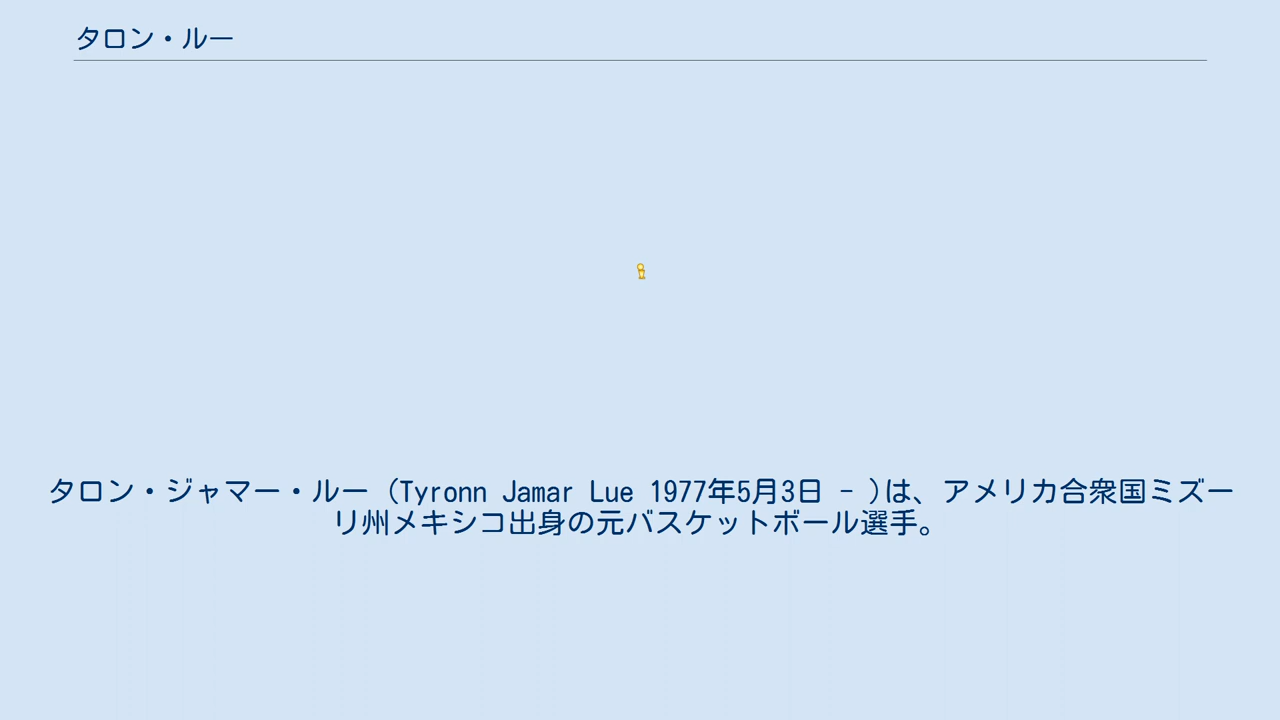 タロン・ルー
タロン・ジャマー・ルー (Tyronn Jamar Lue 1977年5月3日 - )は、アメリカ合衆国ミズー
リ州メキシコ出身の元バスケットボール選手。